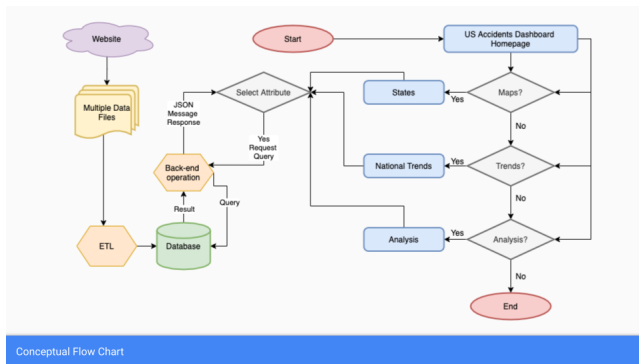 Website
Start
US Accidents Dashboard
Homepage
Multiple Data
Files
JSON
Message
Response
Select Attribute
States
Yes
Maps?
No
Yes
Request
Query
Back-end
operation
National Trends
Yes
Trends?
No
Result
Query
ETL
Database
Analysis
Yes
Analysis?
No
End
Conceptual Flow Chart